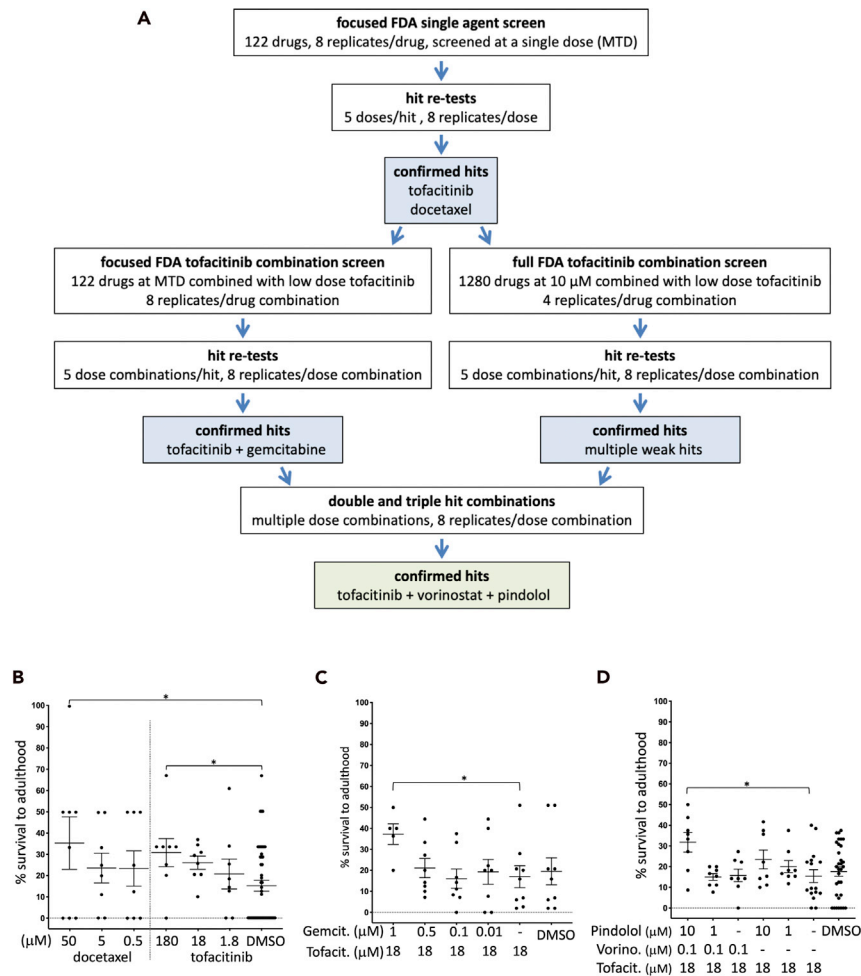 A
focused FDA single agent screen
122 drugs, 8 replicates/drug, screened at a single dose (MTD)
hit re-tests
5 doses/hit , 8 replicates/dose
confirmed hits
tofacitinib
docetaxel
focused FDA tofacitinib combination screen
122 drugs at MTD combined with low dose tofacitinib
8 replicates/drug combination
full FDA tofacitinib combination screen
1280 drugs at 10 µM combined with low dose tofacitinib
4 replicates/drug combination
hit re-tests
5 dose combinations/hit, 8 replicates/dose combination
hit re-tests
5 dose combinations/hit, 8 replicates/dose combination
confirmed hits
tofacitinib + gemcitabine
confirmed hits
multiple weak hits
double and triple hit combinations
multiple dose combinations, 8 replicates/dose combination
confirmed hits
tofacitinib + vorinostat + pindolol
B
% survival to adulthood
100
90
80
70
60
50
40
30
20
10
0
*
*
(µM) 50 5 0.5 180 18 1.8 DMSO
docetaxel tofacitinib
C
% survival to adulthood
100
90
80
70
60
50
40
30
20
10
0
*
Gemcit. 1 0.5 0.1 0.01 - DMSO
(µM)
Tofacit. 18 18 18 18 18
(µM)
D
% survival to adulthood
100
90
80
70
60
50
40
30
20
10
0
*
Pindolol 10 1 - 10 1 - DMSO
(µM)
Vorino. (µM) 0.1 0.1 0.1 - - -
Tofacit. (µM) 18 18 18 18 18 18